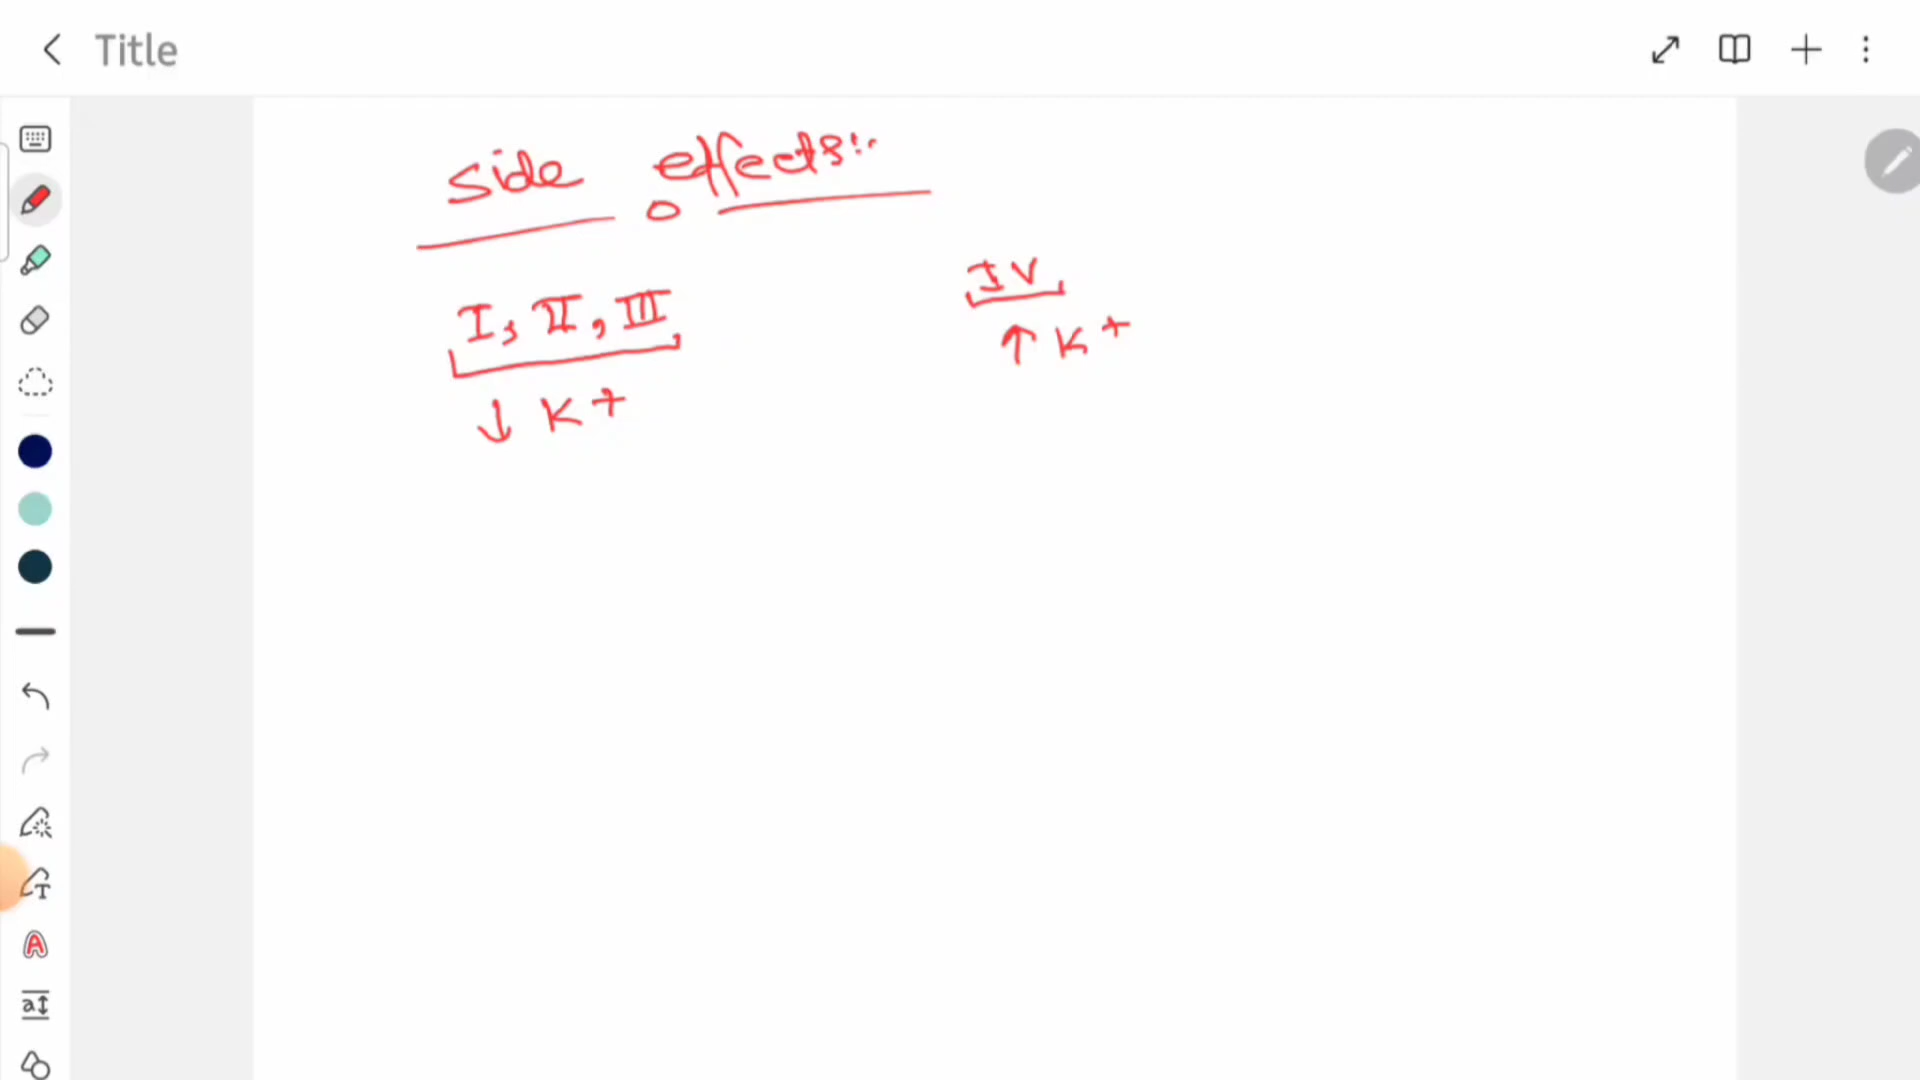 Title
Side effects:-
I, II, III
IV
↑ K +
↓ K +